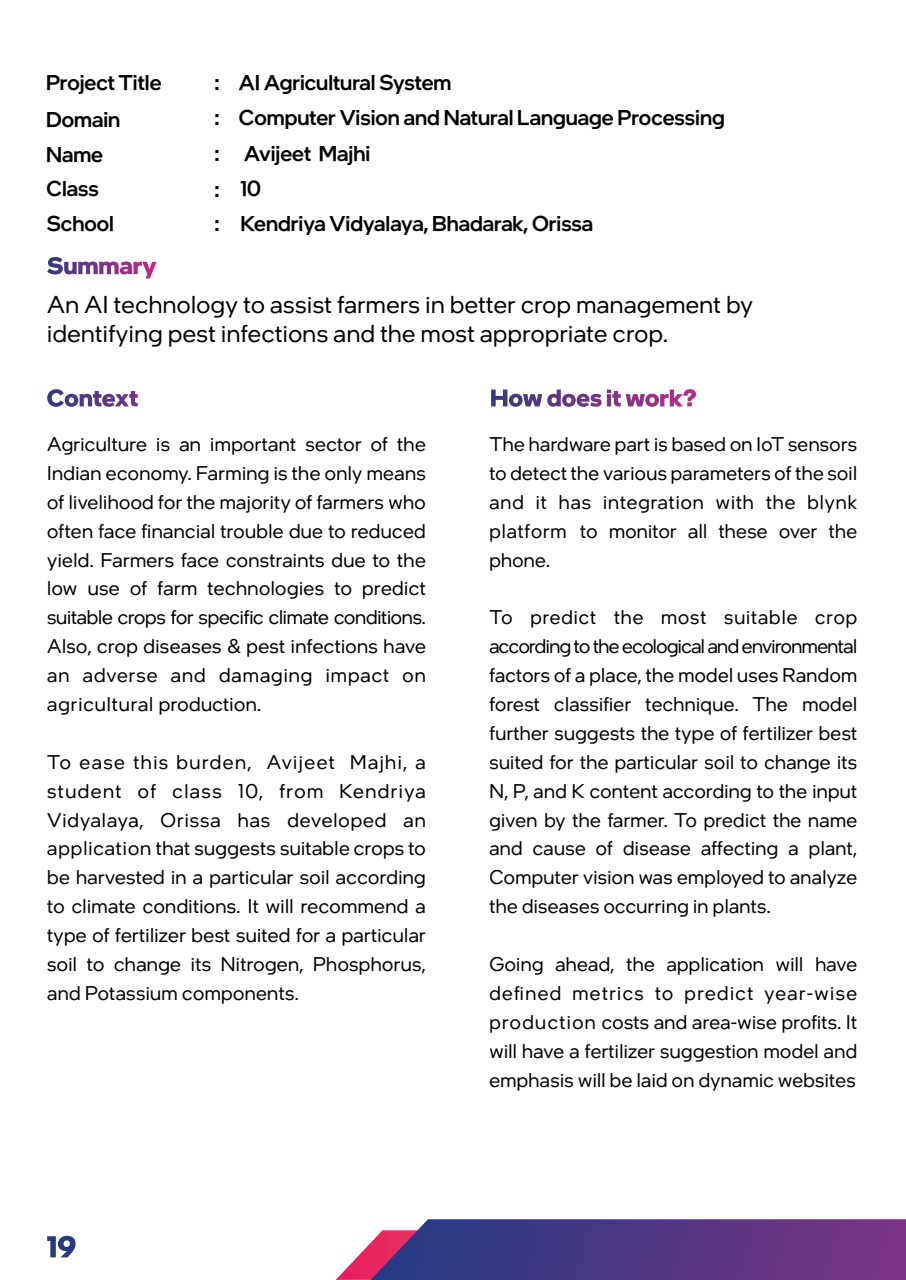 Project Title : AI Agricultural System
Domain : Computer Vision and Natural Language Processing
Name : Avijeet Majhi
Class : 10
School : Kendriya Vidyalaya, Bhadarak, Orissa
Summary
An AI technology to assist farmers in better crop management by
identifying pest infections and the most appropriate crop.
Context
Agriculture is an important sector of the
Indian economy. Farming is the only means
of livelihood for the majority of farmers who
often face financial trouble due to reduced
yield. Farmers face constraints due to the
low use of farm technologies to predict
suitable crops for specific climate conditions.
Also, crop diseases & pest infections have
an adverse and damaging impact on
agricultural production.
To ease this burden, Avijeet Majhi, a
student of class 10, from Kendriya
Vidyalaya, Orissa has developed an
application that suggests suitable crops to
be harvested in a particular soil according
to climate conditions. It will recommend a
type of fertilizer best suited for a particular
soil to change its Nitrogen, Phosphorus,
and Potassium components.
How does it work?
The hardware part is based on IoT sensors
to detect the various parameters of the soil
and it has integration with the blynk
platform to monitor all these over the
phone.
To predict the most suitable crop
according to the ecological and environmental
factors of a place, the model uses Random
forest classifier technique. The model
further suggests the type of fertilizer best
suited for the particular soil to change its
N, P, and K content according to the input
given by the farmer. To predict the name
and cause of disease affecting a plant,
Computer vision was employed to analyze
the diseases occurring in plants.
Going ahead, the application will have
defined metrics to predict year-wise
production costs and area-wise profits. It
will have a fertilizer suggestion model and
emphasis will be laid on dynamic websites
19